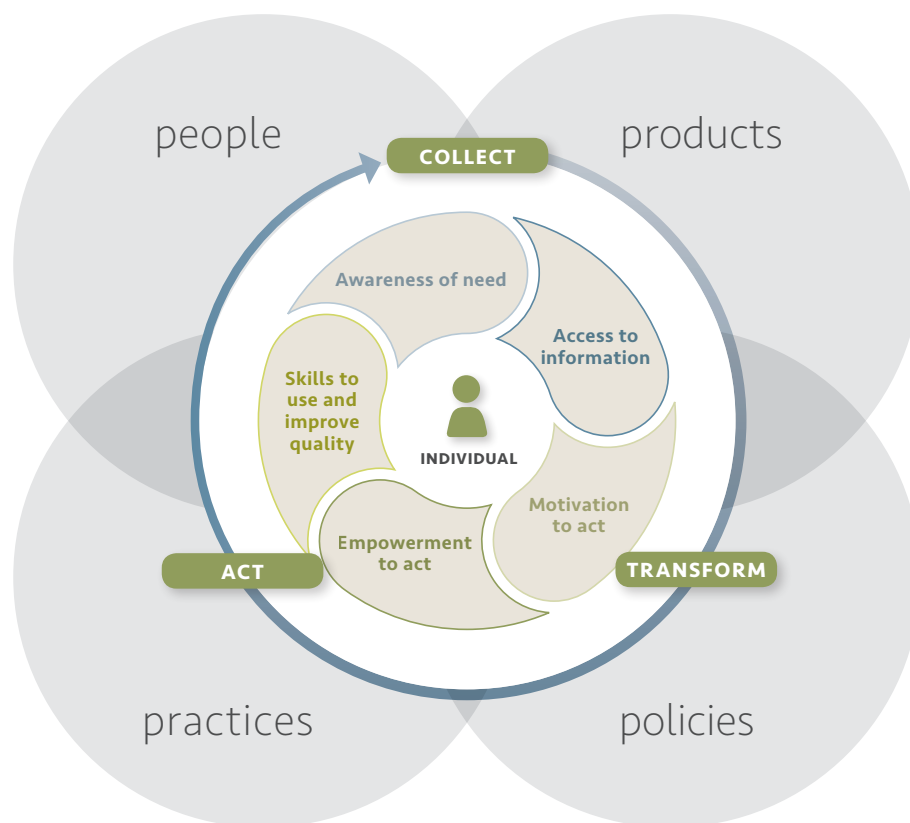 people
products
COLLECT
Awareness of need
Access to
information
Skills to
use and
improve
quality
INDIVIDUAL
Motivation
to act
Empowerment
to act
ACT
TRANSFORM
practices
policies